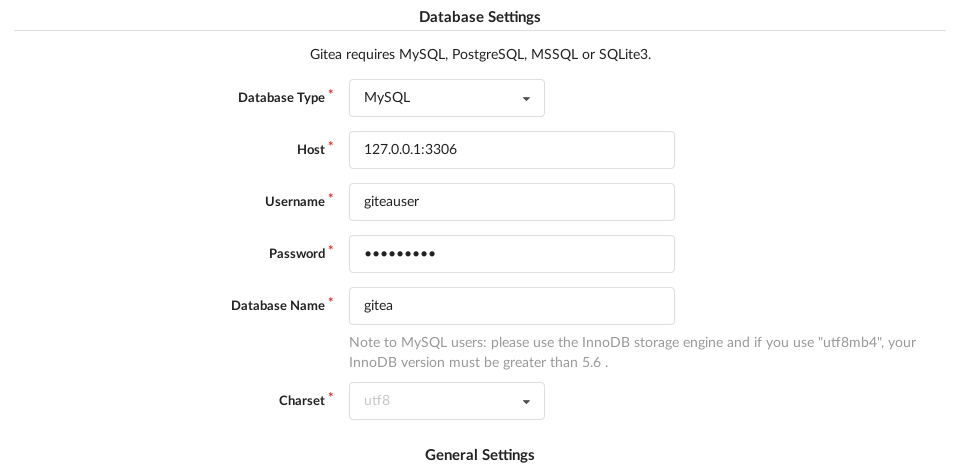 Database Settings
Gitea requires MySQL, PostgreSQL, MSSQL or SQLite3.
Database Type *
MySQL
Host *
127.0.0.1:3306
Username *
giteauser
Password *
•••••••••
Database Name *
gitea
Note to MySQL users: please use the InnoDB storage engine and if you use "utf8mb4", your
InnoDB version must be greater than 5.6 .
Charset *
utf8
General Settings